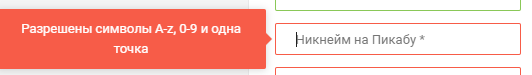 Разрешены символы A-z, 0-9 и одна
точка
Никнейм на Пикабу *